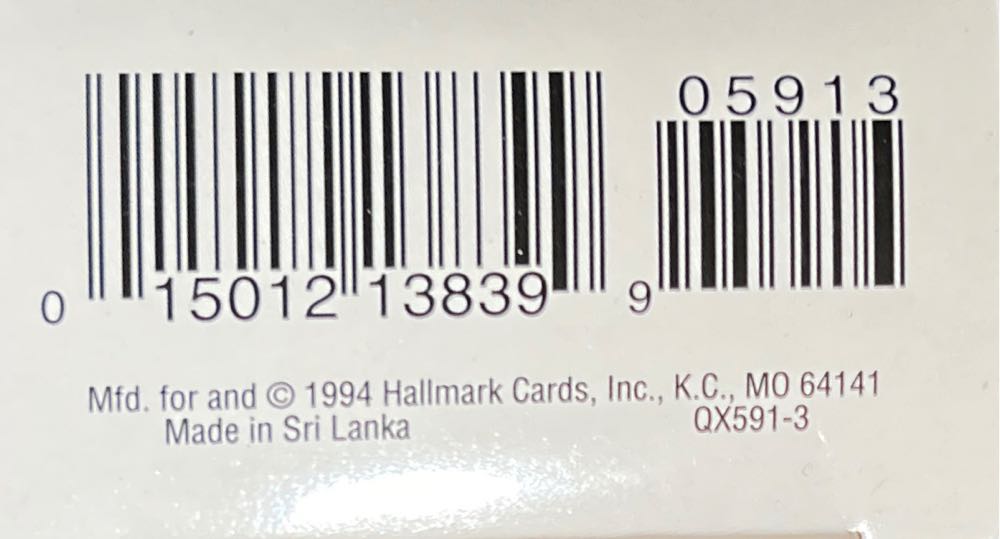 05913
0 15012 13839 9
Mfd. for and © 1994 Hallmark Cards, Inc., K.C., MO 64141
Made in Sri Lanka QX591-3